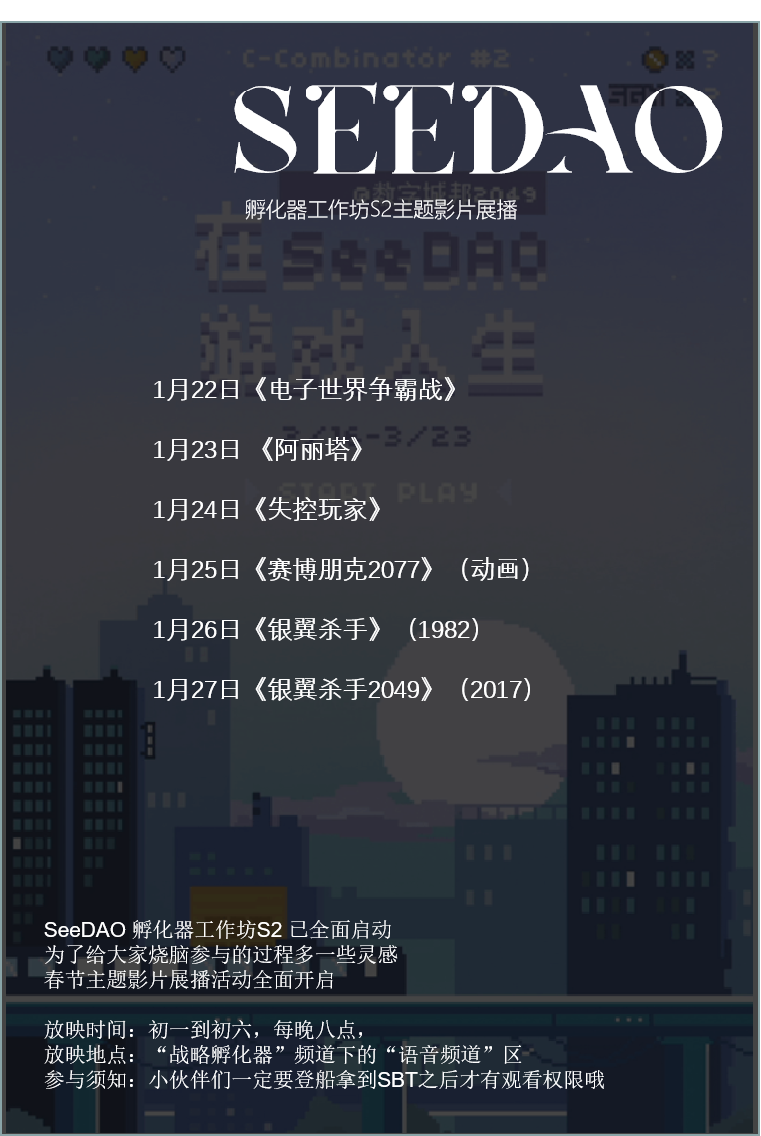 C-Combinator #2
?
SEEDAO
@数字城邦2049
孵化器工作坊S2主题影片展播
在SeeDAO
游戏人生
1月22日《电子世界争霸战》
1月23日 《阿丽塔》
3/16-3/23
1月24日《失控玩家》
START PLAY
1月25日《赛博朋克2077》（动画）
1月26日《银翼杀手》（1982）
1月27日《银翼杀手2049》（2017）
SeeDAO 孵化器工作坊S2 已全面启动
为了给大家烧脑参与的过程多一些灵感
春节主题影片展播活动全面开启
放映时间：初一到初六，每晚八点，
放映地点：“战略孵化器”频道下的“语音频道”区
参与须知：小伙伴们一定要登船拿到SBT之后才有观看权限哦